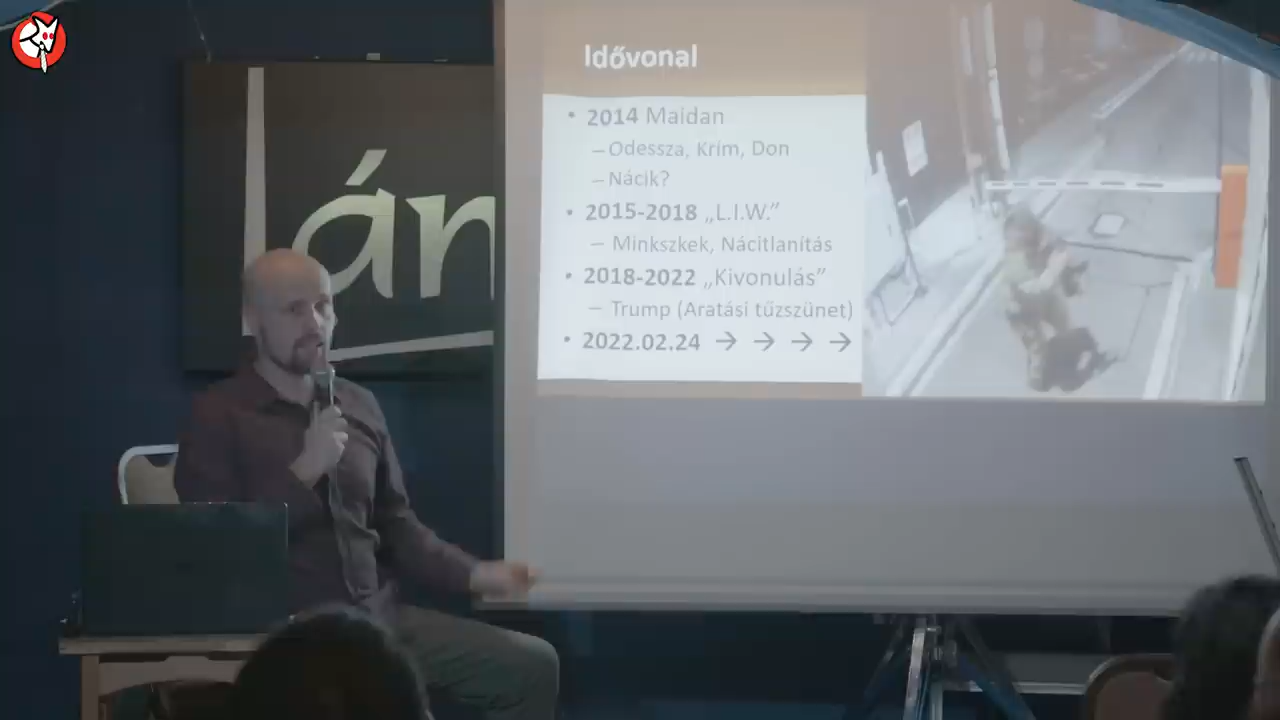 Idővonal
• 2014 Maidan
– Odessza, Krím, Don
– Nácik?
• 2015-2018 „L.I.W.”
– Minkszkek, Nácitlanítás
• 2018-2022 „Kivonulás”
– Trump (Aratási tűzszünet)
• 2022.02.24 → → → →
án